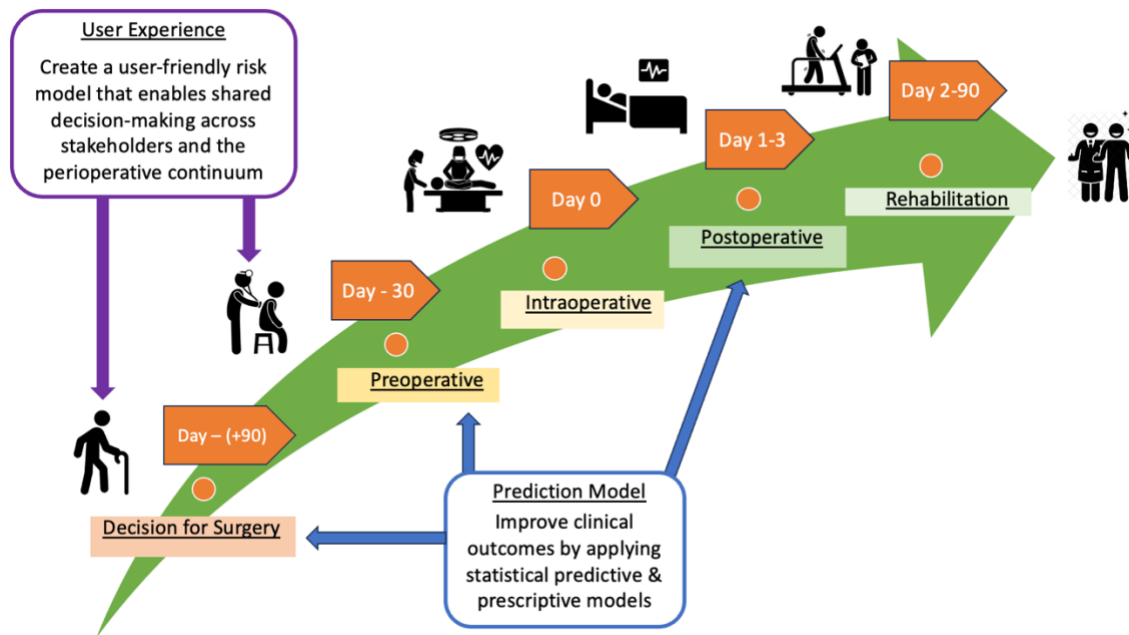 User Experience
Create a user-friendly risk
model that enables shared
decision-making across
stakeholders and the
perioperative continuum
Day 2-90
Day 1-3
Rehabilitation
Day 0
Postoperative
Day - 30
Intraoperative
Preoperative
Day – (+90)
Decision for Surgery
Prediction Model
Improve clinical
outcomes by applying
statistical predictive &
prescriptive models